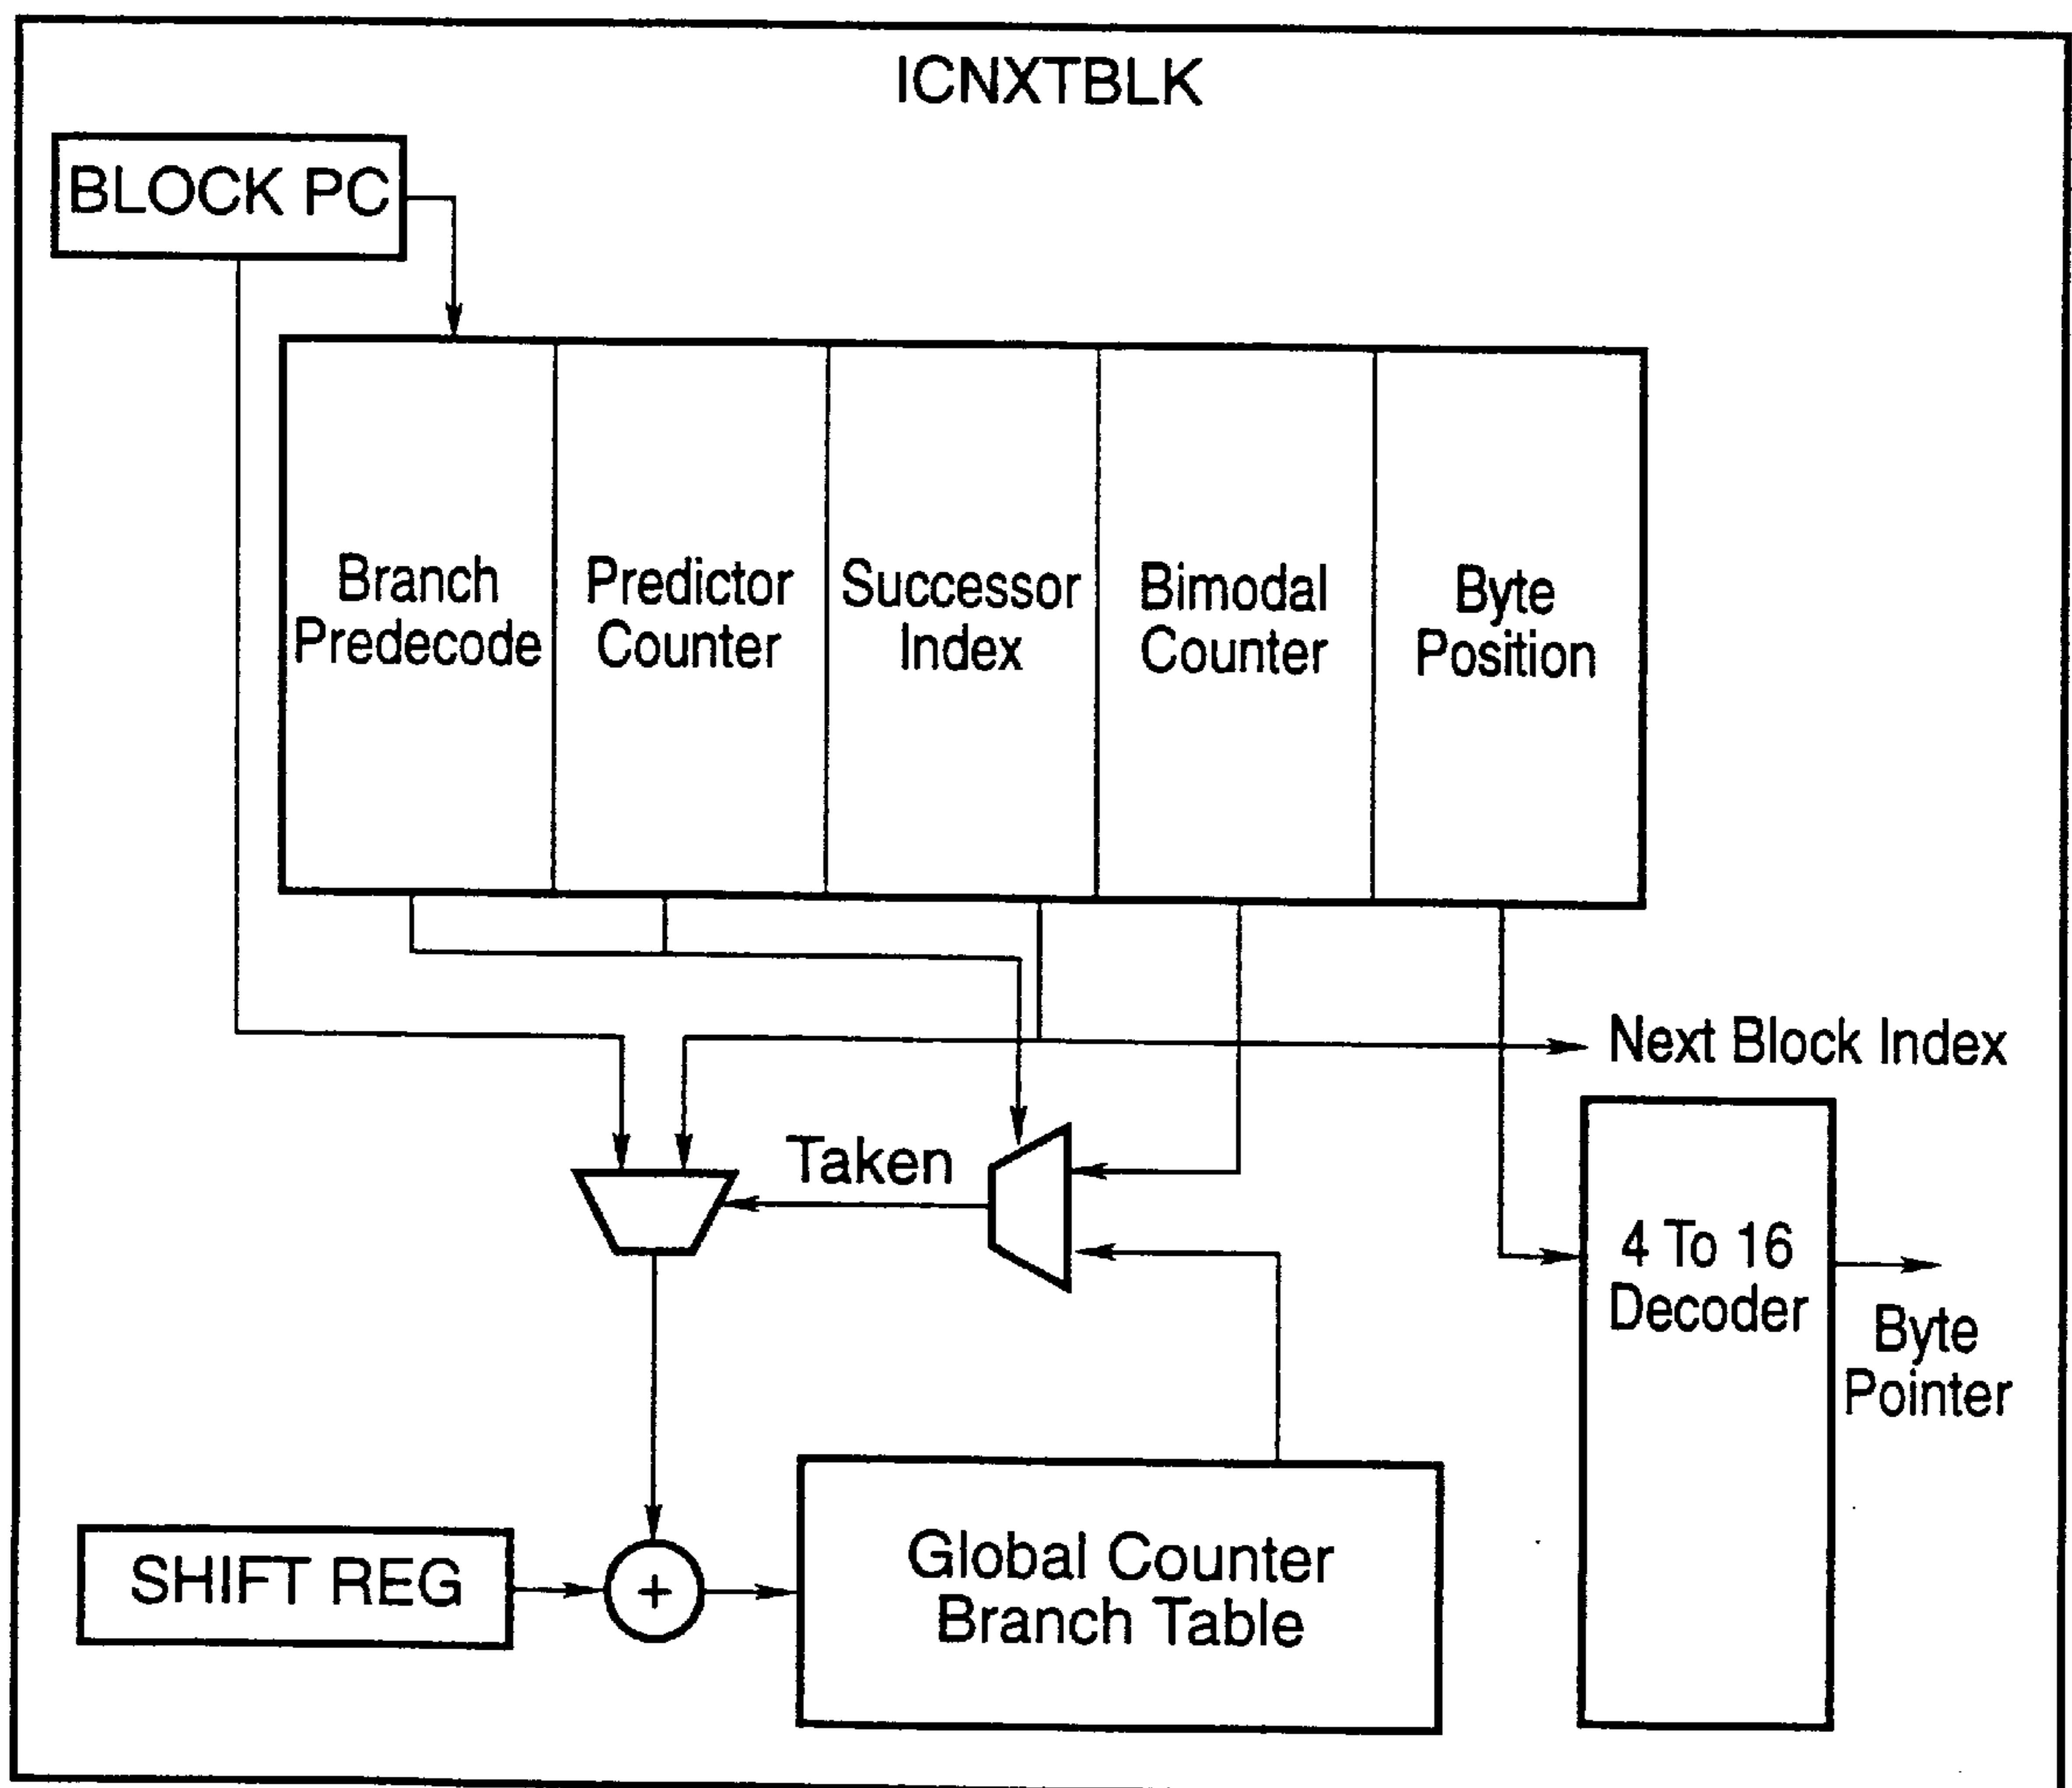 ICNXTBLK
BLOCK PC
Branch
Predecode
Predictor
Counter
Successor
Index
Bimodal
Counter
Byte
Position
Next Block Index
Taken
4 To 16
Decoder
Byte
Pointer
SHIFT REG
+
Global Counter
Branch Table